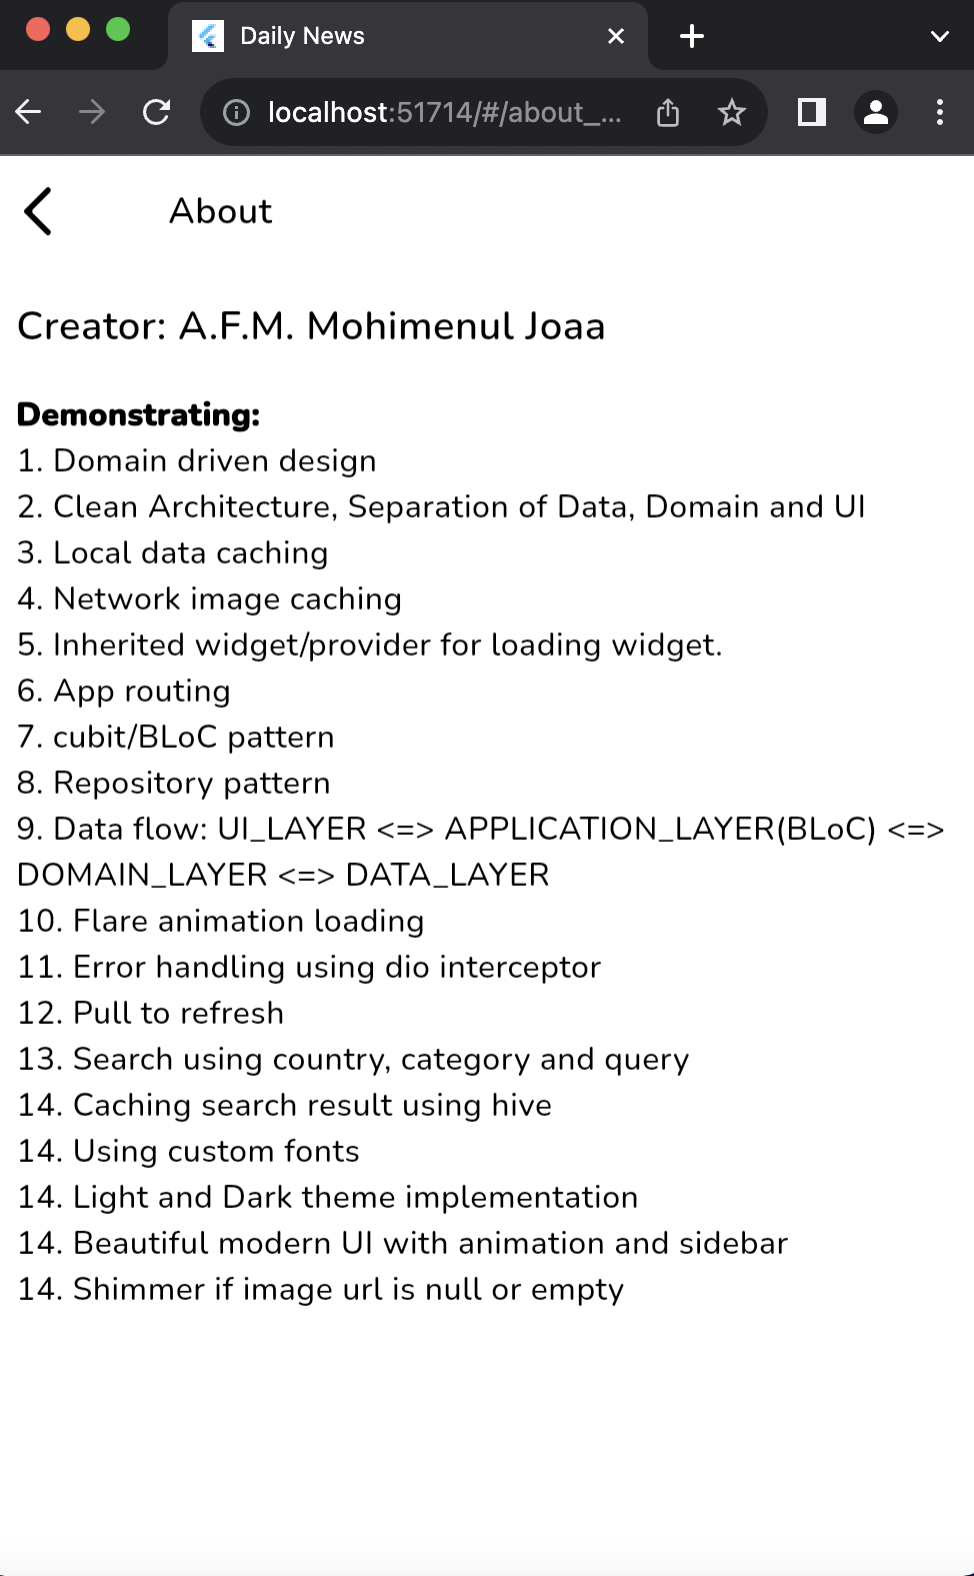 Daily News
localhost:51714/#/about_...
About
Creator: A.F.M. Mohimenul Joaa
Demonstrating:
1. Domain driven design
2. Clean Architecture, Separation of Data, Domain and UI
3. Local data caching
4. Network image caching
5. Inherited widget/provider for loading widget.
6. App routing
7. cubit/BLoC pattern
8. Repository pattern
9. Data flow: UI_LAYER <=> APPLICATION_LAYER(BLoC) <=>
DOMAIN_LAYER <=> DATA_LAYER
10. Flare animation loading
11. Error handling using dio interceptor
12. Pull to refresh
13. Search using country, category and query
14. Caching search result using hive
14. Using custom fonts
14. Light and Dark theme implementation
14. Beautiful modern UI with animation and sidebar
14. Shimmer if image url is null or empty